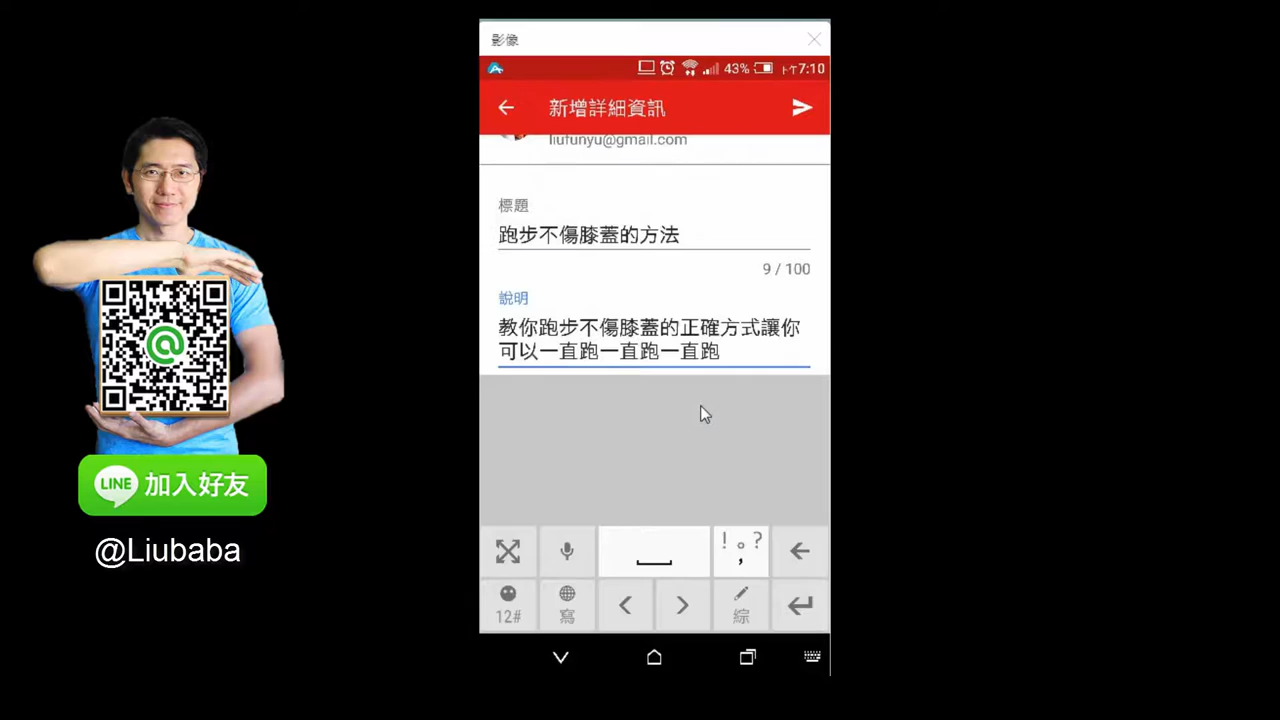 影像
43% 下午7:10
新增詳細資訊
liufunyu@gmail.com
標題
跑步不傷膝蓋的方法
9 / 100
說明
教你跑步不傷膝蓋的正確方式讓你
可以一直跑一直跑一直跑
! 。 ?
,
12# 寫 綜
@
LINE 加入好友
@Liubaba